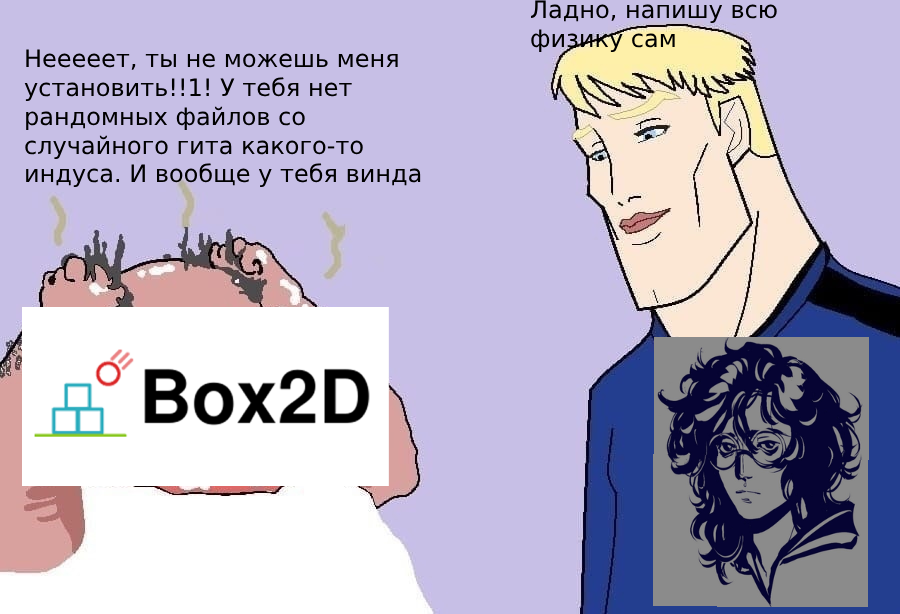 Ладно, напишу всю
физику сам
Нееееет, ты не можешь меня
установить!!1! У тебя нет
рандомных файлов со
случайного гита какого-то
индуса. И вообще у тебя винда
Box2D